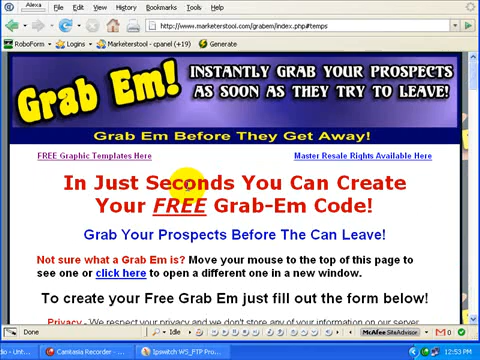 Alexa
File Edit View History Bookmarks Tools Help
http://www.marketerstool.com/grabem/index.php#temps
RoboForm Logins Marketerstool - cpanel (+19) Generate
Grab Em!
INSTANTLY GRAB YOUR PROSPECTS
AS SOON AS THEY TRY TO LEAVE!
Grab Em Before They Get Away!
FREE Graphic Templates Here Master Resale Rights Available Here
In Just Seconds You Can Create
Your FREE Grab-Em Code!
Grab Your Prospects Before The Can Leave!
Not sure what a Grab Em is? Move your mouse to the top of this page to
see one or click here to open a different one in a new window.
To create your Free Grab Em just fill out the form below!
Privacy - We respect your privacy and we don't store any of your information on our server
Done Idle McAfee SiteAdvisor 0
dio - Unt... Camtasia Recorder - ... Ipswitch WS_FTP Pro... 12:53 PM